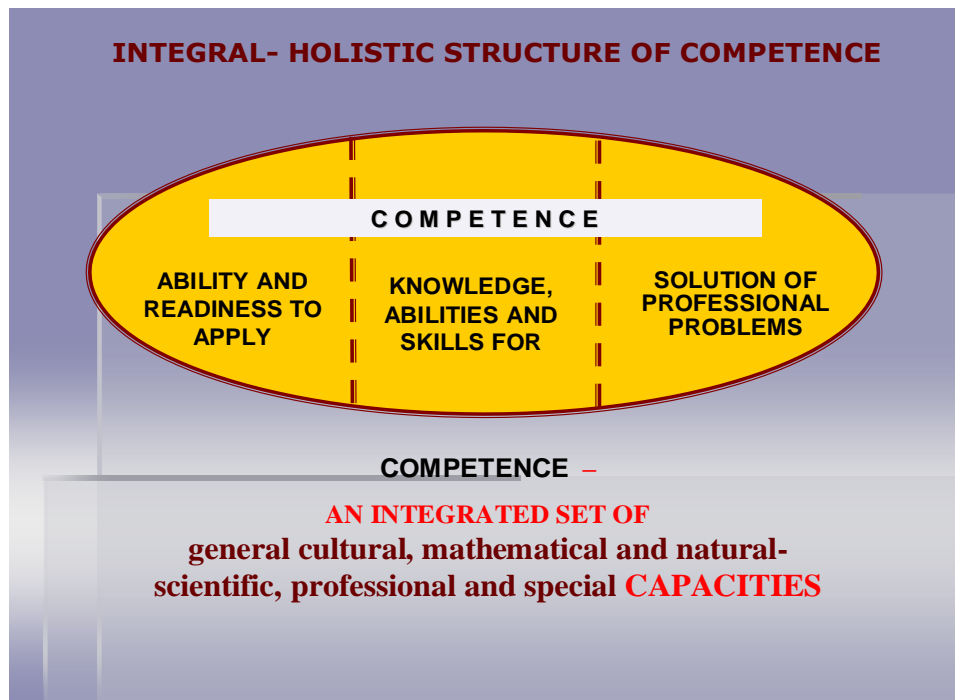 INTEGRAL- HOLISTIC STRUCTURE OF COMPETENCE
C O M P E T E N C E
ABILITY AND
READINESS TO
APPLY
KNOWLEDGE,
ABILITIES AND
SKILLS FOR
SOLUTION OF
PROFESSIONAL
PROBLEMS
COMPETENCE –
AN INTEGRATED SET OF
general cultural, mathematical and natural-
scientific, professional and special CAPACITIES